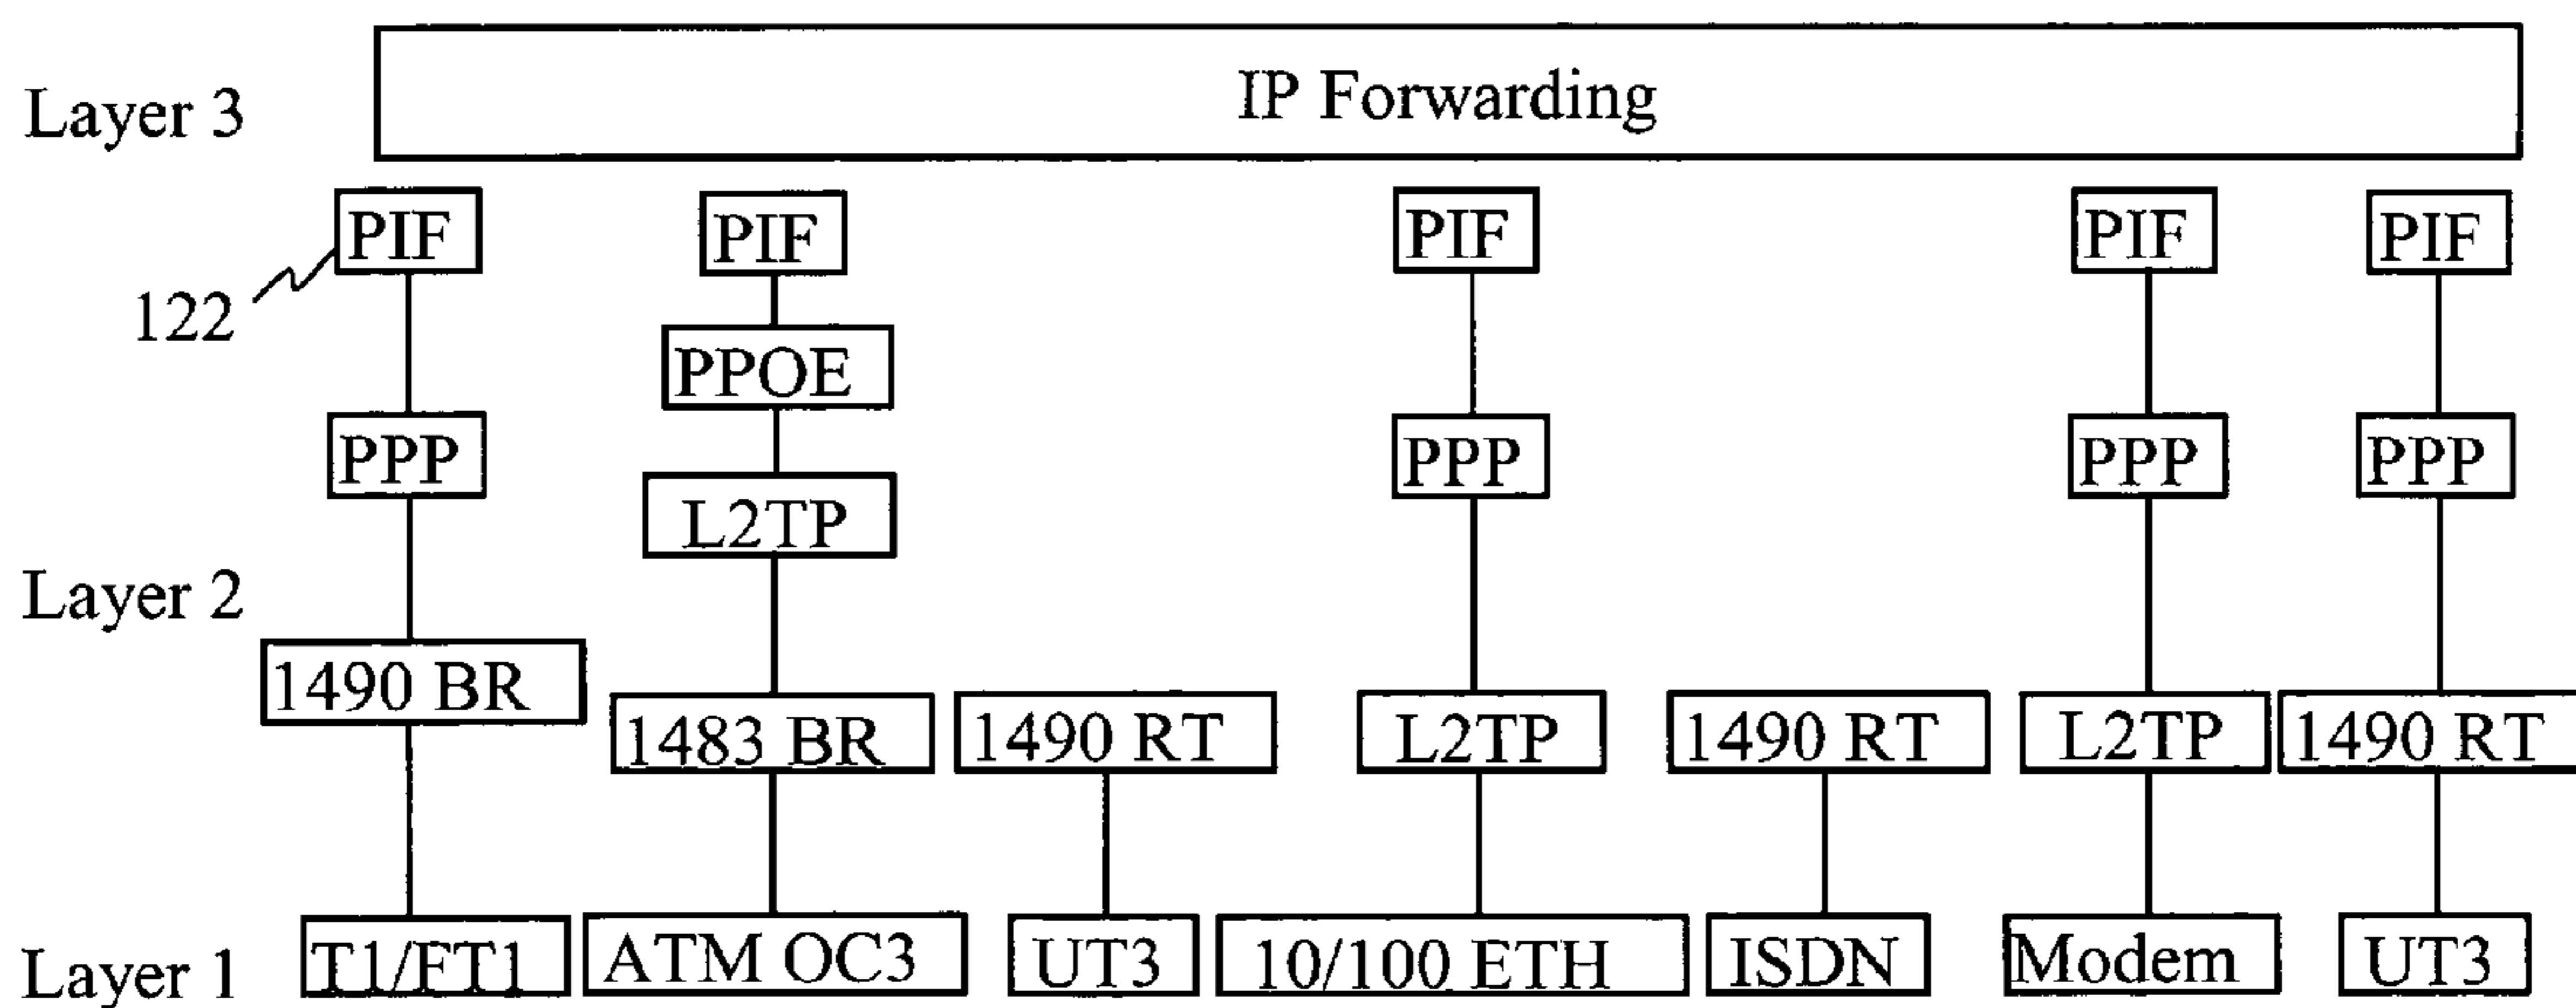 IP Forwarding
Layer 3
PIF PIF PIF PIF PIF
122
PPOE
PPP PPP PPP PPP
L2TP
Layer 2
1490 BR
1483 BR 1490 RT L2TP 1490 RT L2TP 1490 RT
Layer 1 T1/FT1 ATM OC3 UT3 10/100 ETH ISDN Modem UT3